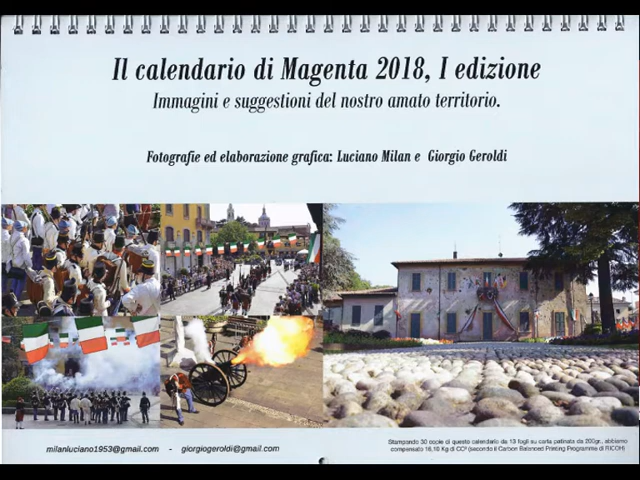 Il calendario di Magenta 2018, I edizione
Immagini e suggestioni del nostro amato territorio.
Fotografie ed elaborazione grafica: Luciano Milan e Giorgio Geroldi
milanluciano1953@gmail.com - giorgiogeroldi@gmail.com
Stampando 30 copie di questo calendario da 13 fogli su carta patinata da 200gr., abbiamo
compensato 16,10 Kg di CO² (secondo il Carbon Balanced Printing Programme di RICOH)